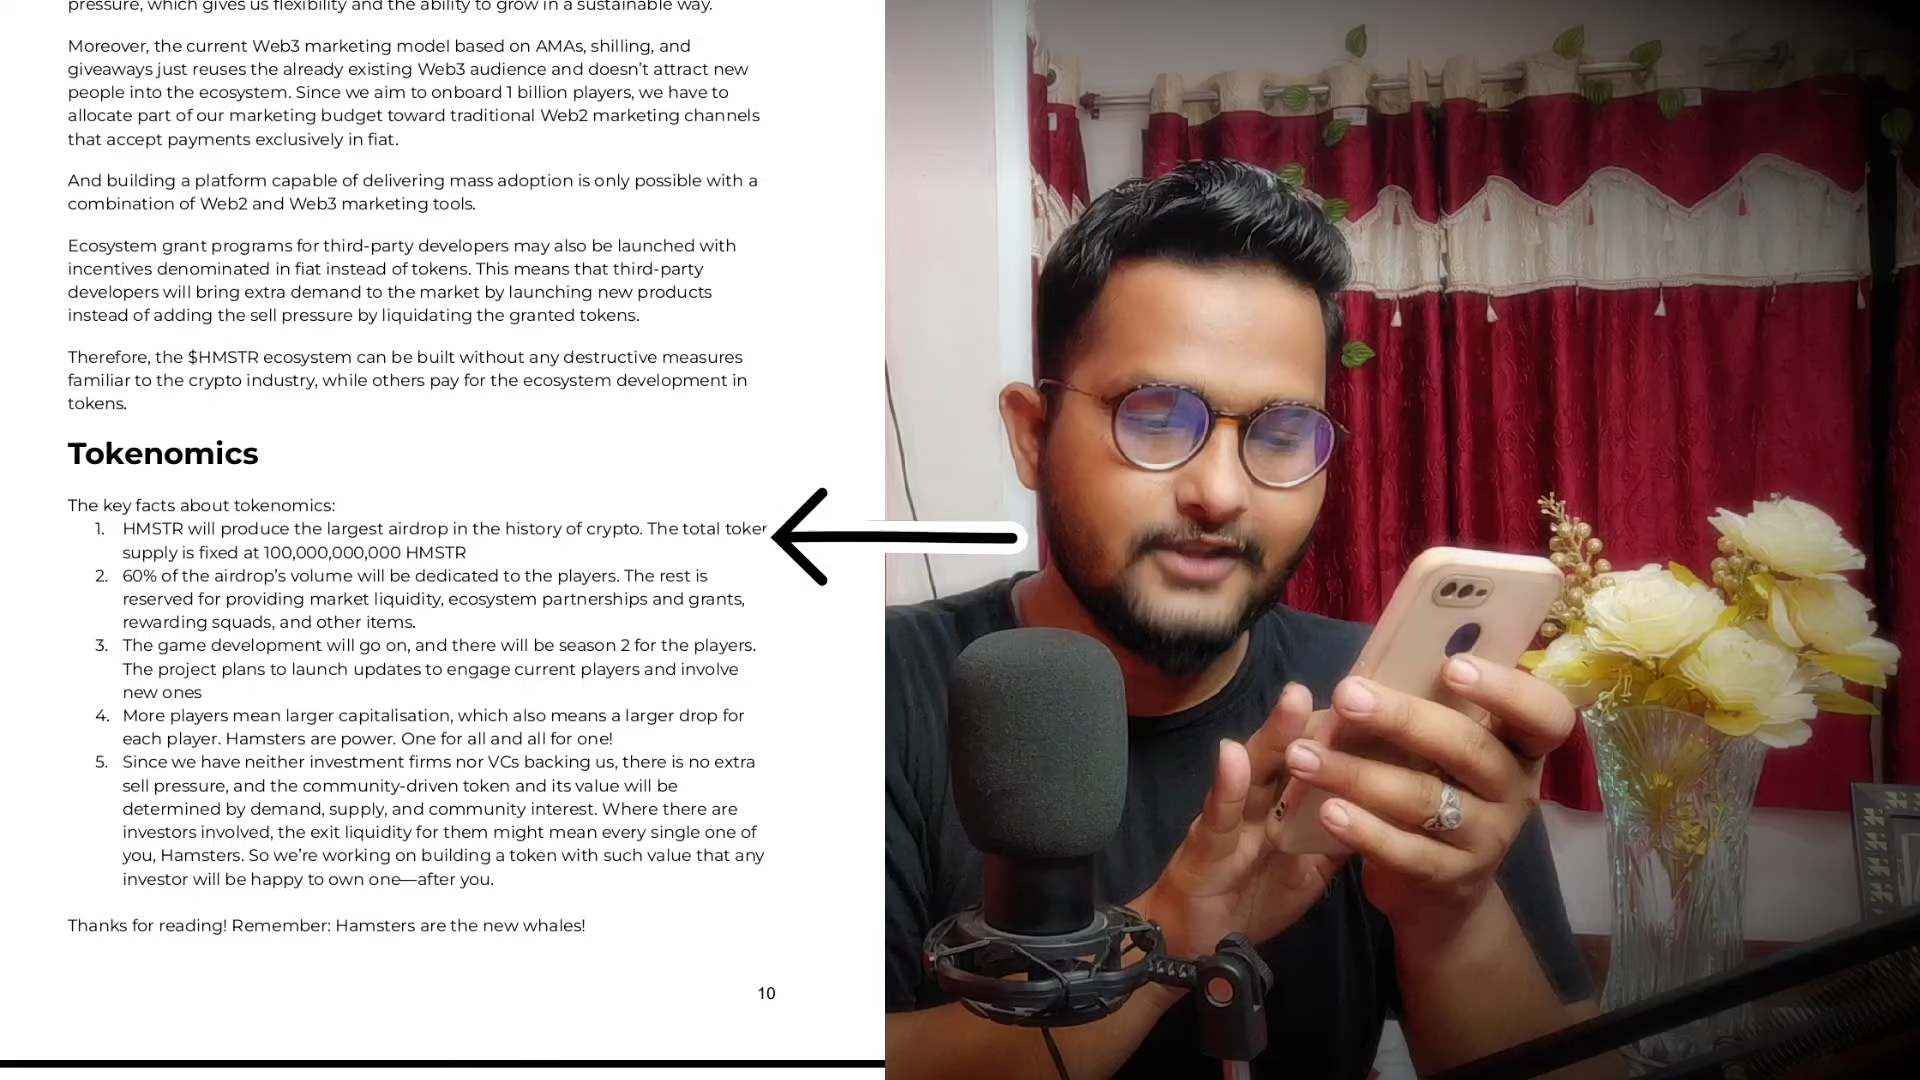 pressure, which gives us flexibility and the ability to grow in a sustainable way.
Moreover, the current Web3 marketing model based on AMAs, shilling, and
giveaways just reuses the already existing Web3 audience and doesn't attract new
people into the ecosystem. Since we aim to onboard 1 billion players, we have to
allocate part of our marketing budget toward traditional Web2 marketing channels
that accept payments exclusively in fiat.
And building a platform capable of delivering mass adoption is only possible with a
combination of Web2 and Web3 marketing tools.
Ecosystem grant programs for third-party developers may also be launched with
incentives denominated in fiat instead of tokens. This means that third-party
developers will bring extra demand to the market by launching new products
instead of adding the sell pressure by liquidating the granted tokens.
Therefore, the $HMSTR ecosystem can be built without any destructive measures
familiar to the crypto industry, while others pay for the ecosystem development in
tokens.
Tokenomics
The key facts about tokenomics:
1. HMSTR will produce the largest airdrop in the history of crypto. The total token
supply is fixed at 100,000,000,000 HMSTR
2. 60% of the airdrop's volume will be dedicated to the players. The rest is
reserved for providing market liquidity, ecosystem partnerships and grants,
rewarding squads, and other items.
3. The game development will go on, and there will be season 2 for the players.
The project plans to launch updates to engage current players and involve
new ones
4. More players mean larger capitalisation, which also means a larger drop for
each player. Hamsters are power. One for all and all for one!
5. Since we have neither investment firms nor VCs backing us, there is no extra
sell pressure, and the community-driven token and its value will be
determined by demand, supply, and community interest. Where there are
investors involved, the exit liquidity for them might mean every single one of
you, Hamsters. So we're working on building a token with such value that any
investor will be happy to own one—after you.
Thanks for reading! Remember: Hamsters are the new whales!
10